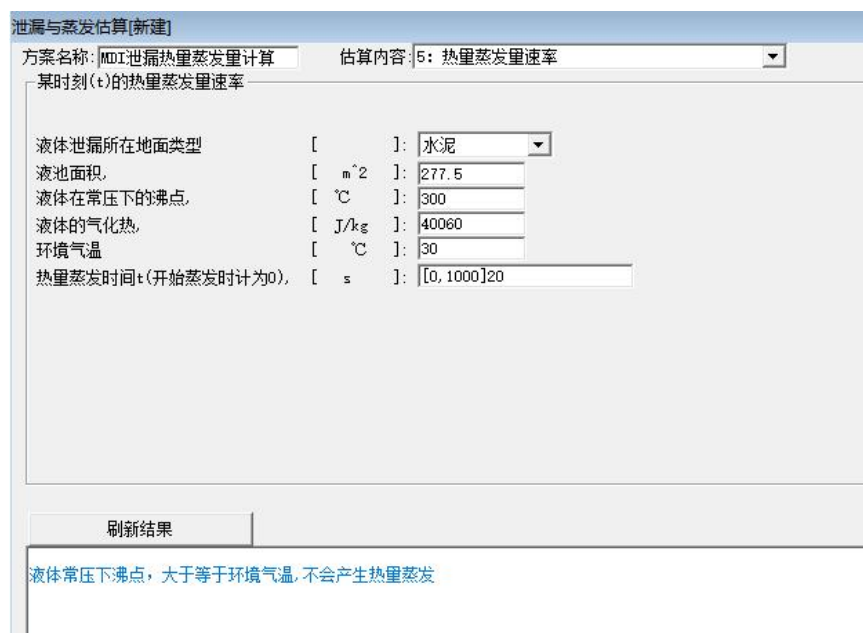 泄漏与蒸发估算[新建]
方案名称: MDI泄漏热量蒸发量计算 估算内容: 5: 热量蒸发量速率
某时刻(t)的热量蒸发量速率
液体泄漏所在地面类型 [ ]: 水泥
液池面积, [ m^2 ]: 277.5
液体在常压下的沸点, [ ℃ ]: 300
液体的气化热, [ J/kg ]: 40060
环境气温 [ ℃ ]: 30
热量蒸发时间t(开始蒸发时计为0), [ s ]: [0,1000]20
刷新结果
液体常压下沸点，大于等于环境气温,不会产生热量蒸发